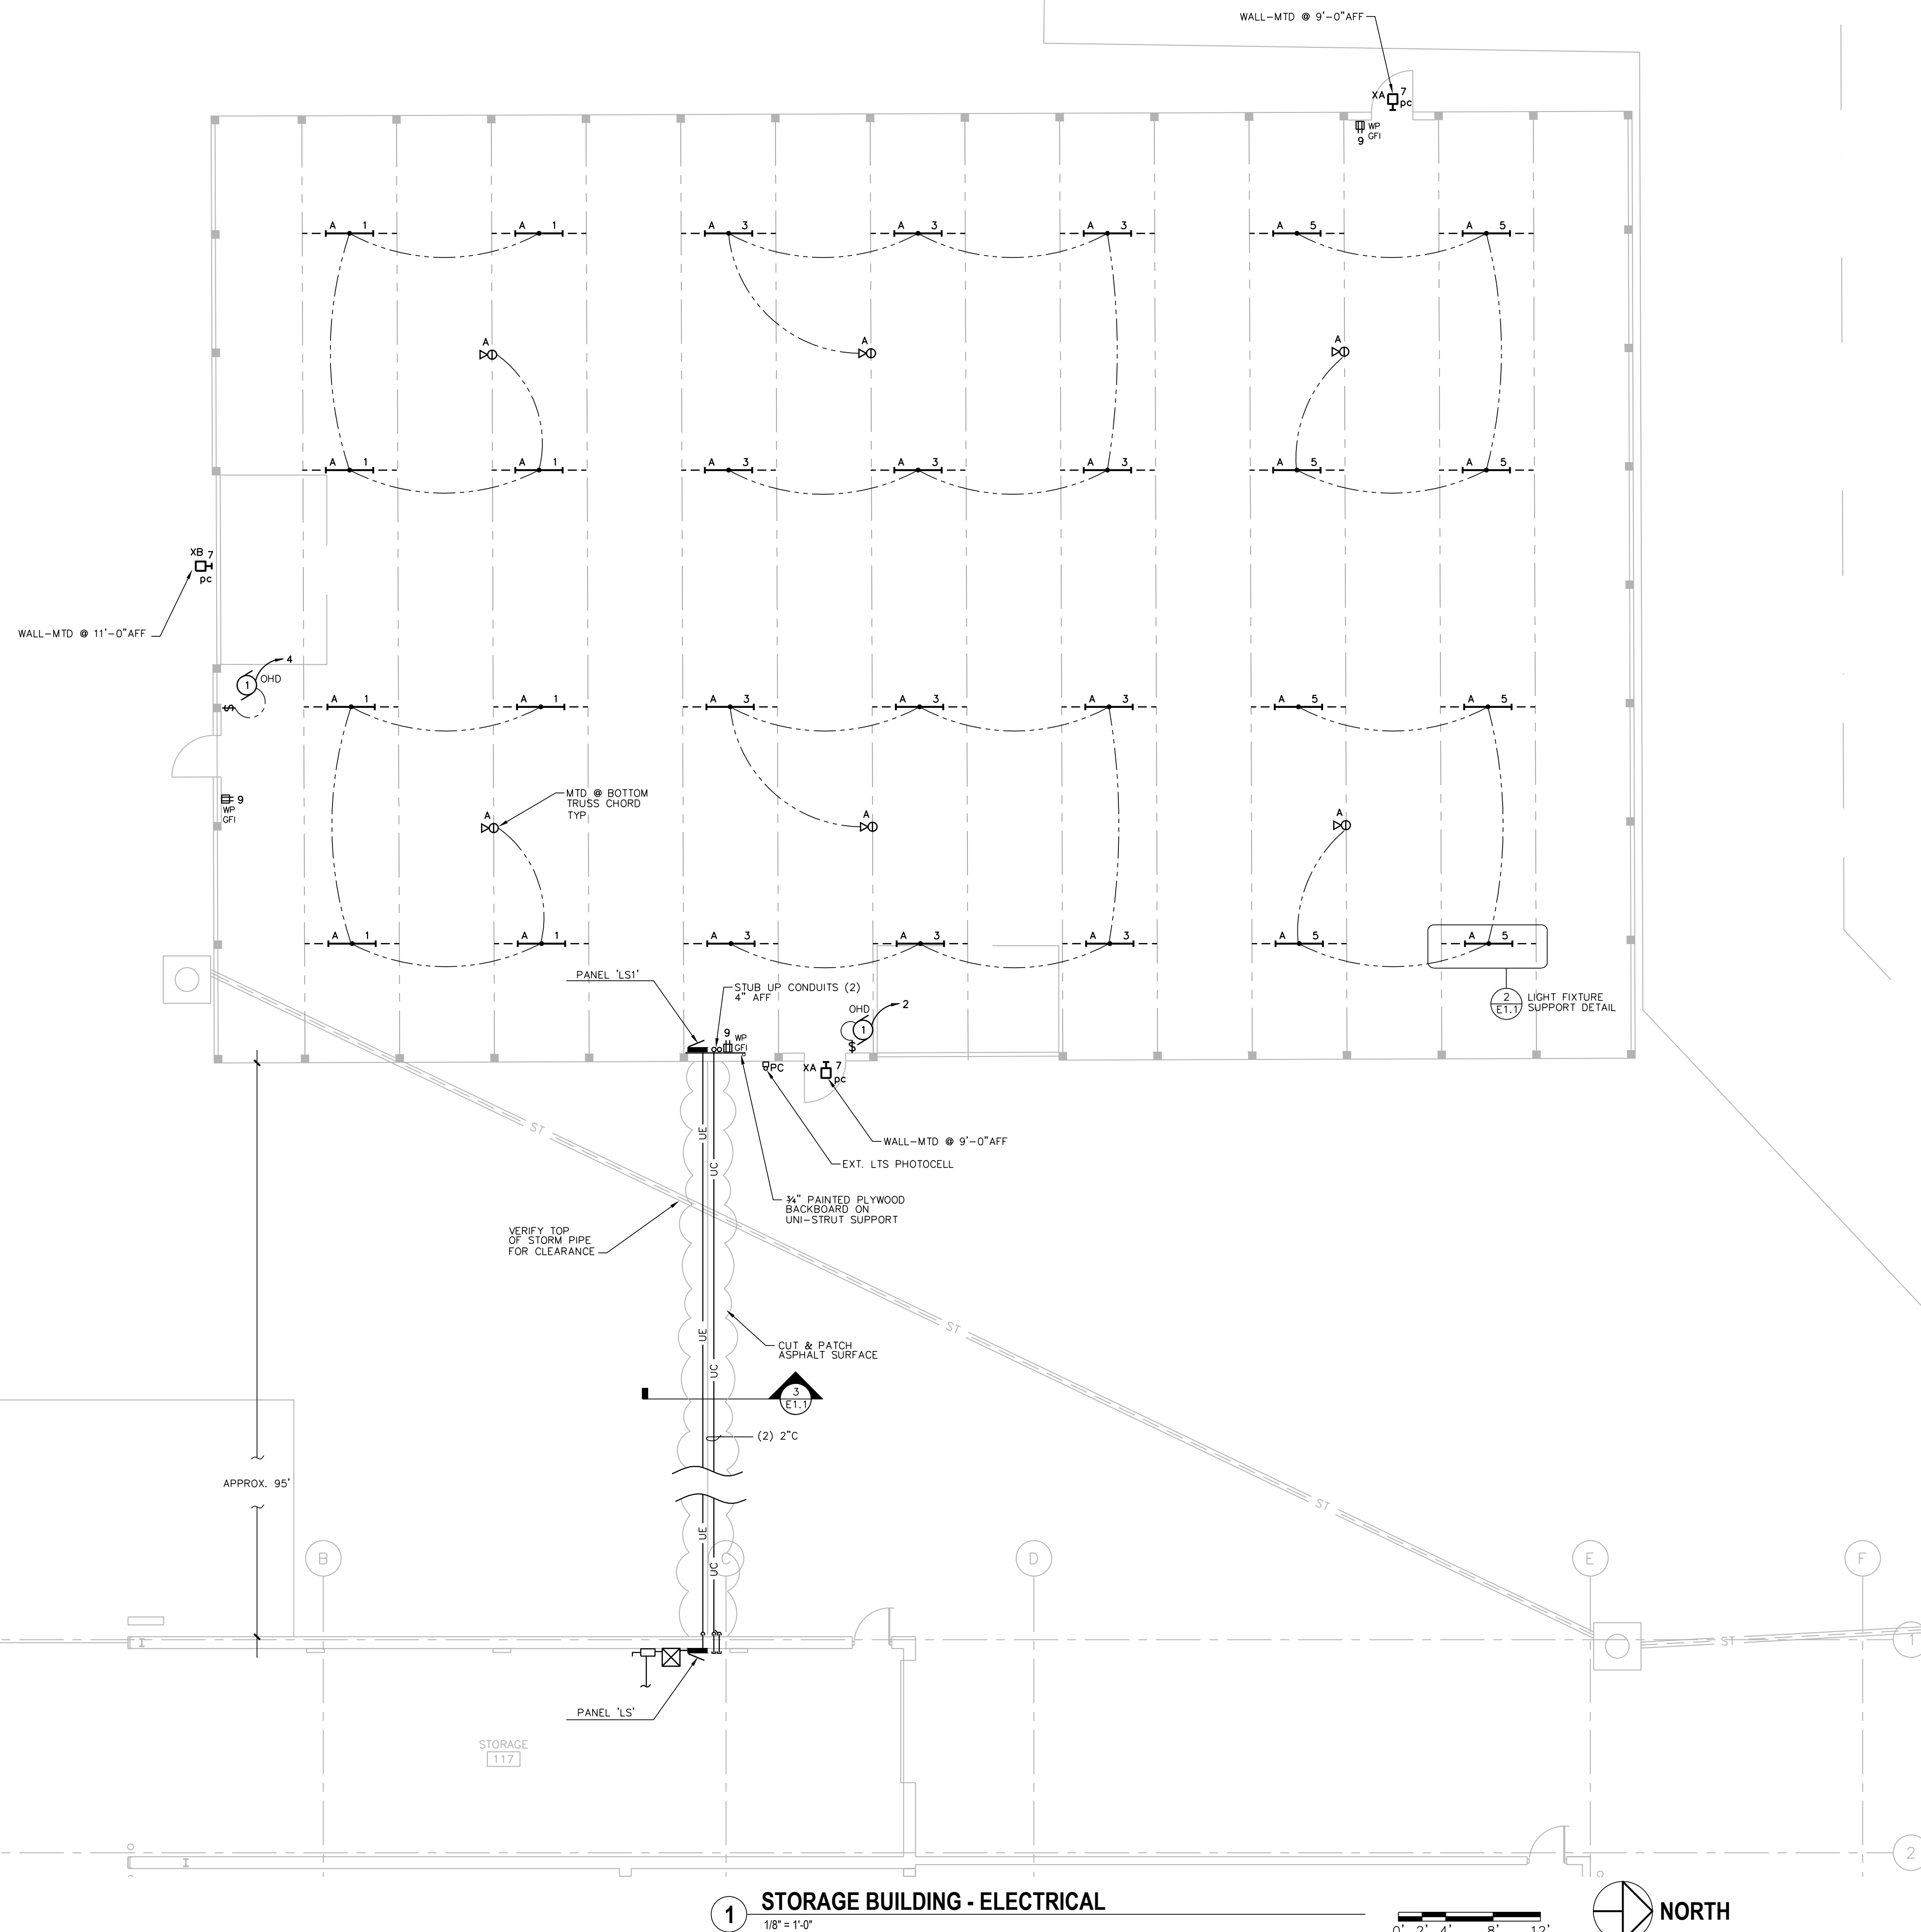 WALL-MTD @ 9'-0"AFF
XA 7
pc
WP
GFI
9
A 1
A 1
A 3
A 3
A 3
A 5
A 5
A
A
A
A 1
A 1
A 3
A 3
A 3
A 5
A 5
XB 7
pc
WALL-MTD @ 11'-0"AFF
4
1
OHD
$
A 1
A 1
A 3
A 3
A 3
A 5
A 5
9
WP
GFI
MTD @ BOTTOM
TRUSS CHORD
TYP
A
A
A
A 1
A 1
A 3
A 3
A 3
A 5
A 5
PANEL 'LS1'
STUB UP CONDUITS (2)
4" AFF
OHD
2
1
$
2
E1.1
LIGHT FIXTURE
SUPPORT DETAIL
9
WP
GFI
PC
XA 7
pc
ST
UE
UC
WALL-MTD @ 9'-0"AFF
EXT. LTS PHOTOCELL
¾" PAINTED PLYWOOD
BACKBOARD ON
UNI-STRUT SUPPORT
VERIFY TOP
OF STORM PIPE
FOR CLEARANCE
ST
UE
UC
CUT & PATCH
ASPHALT SURFACE
3
E1.1
(2) 2"C
APPROX. 95'
ST
UE
UC
B
C
D
E
F
I
ST
1
PANEL 'LS'
STORAGE
117
I
2
1
STORAGE BUILDING - ELECTRICAL
1/8" = 1'-0"
0' 2' 4' 8' 12'
NORTH